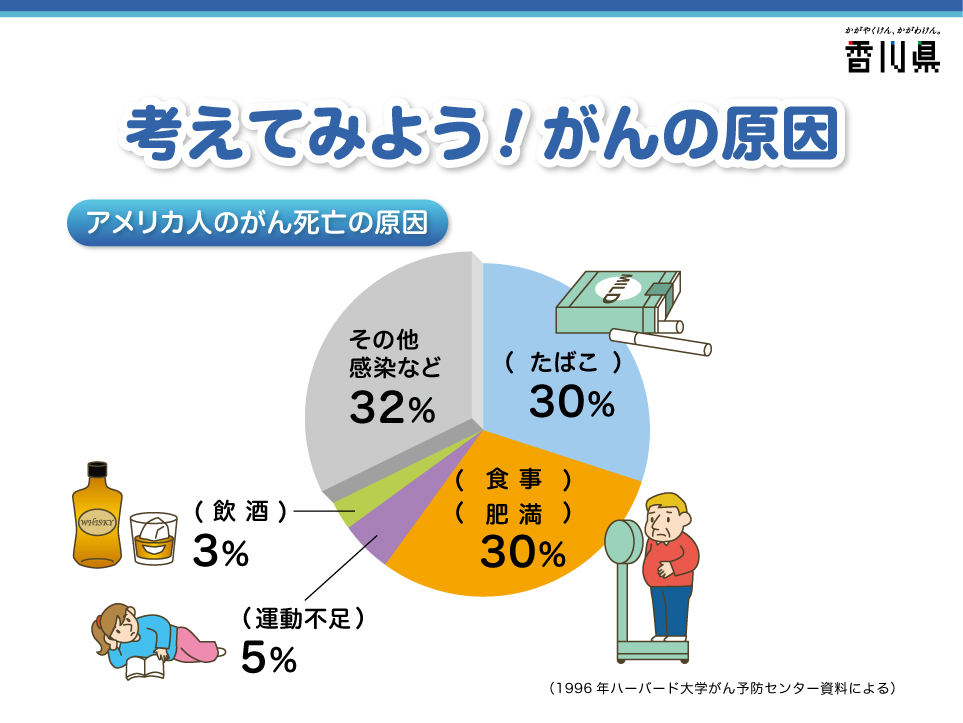 かがやくけん、かがわけん。
香川県
考えてみよう！がんの原因
アメリカ人のがん死亡の原因
その他
感染など
32%
（ たばこ ）
30%
MILD
（ 食 事 ）
（ 肥 満 ）
30%
（ 飲 酒 ）
3%
WHISKY
（運動不足）
5%
（1996 年ハーバード大学がん予防センター資料による）